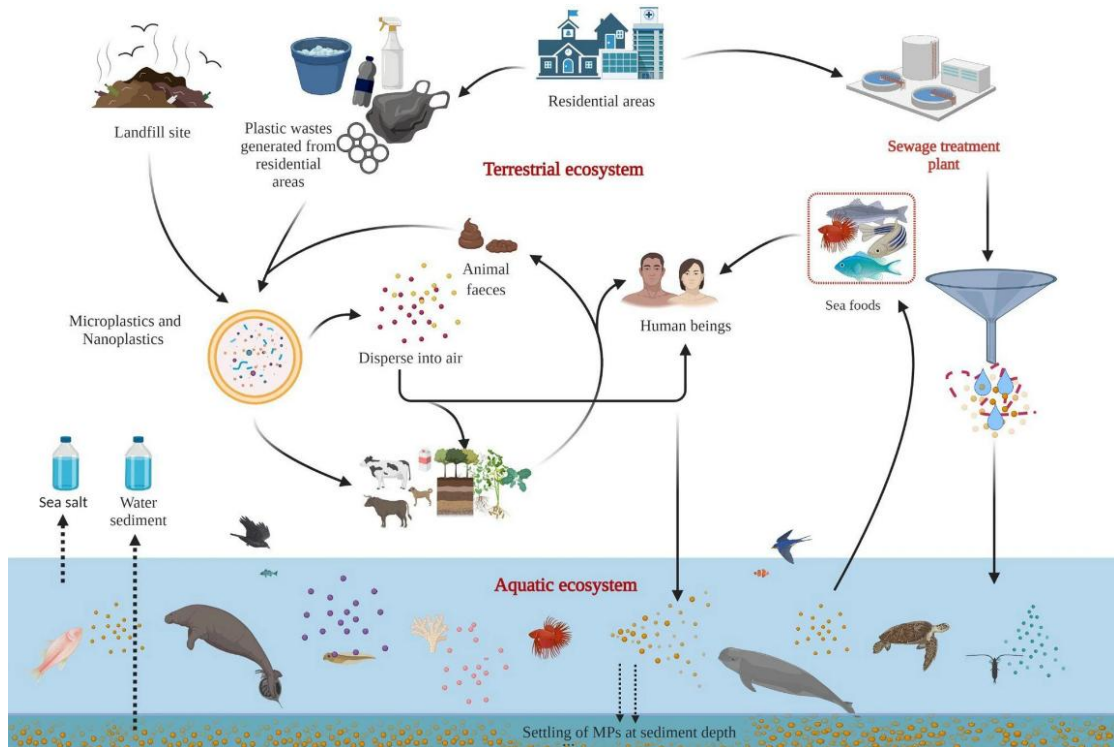 Landfill site
Plastic wastes
generated from
residential
areas
Residential areas
Sewage treatment
plant
Terrestrial ecosystem
Animal
faeces
Microplastics and
Nanoplastics
Disperse into air
Human beings
Sea foods
Sea salt
Water
sediment
Aquatic ecosystem
Settling of MPs at sediment depth